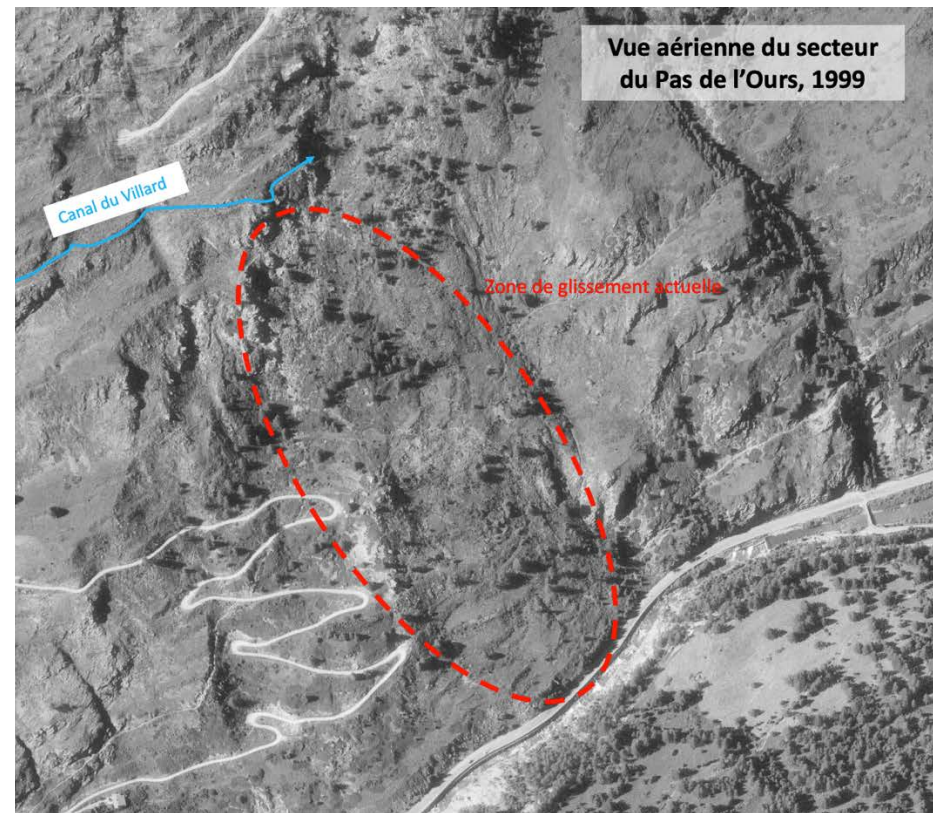 Vue aérienne du secteur
du Pas de l’Ours, 1999
Canal du Villard
Zone de glissement actuelle